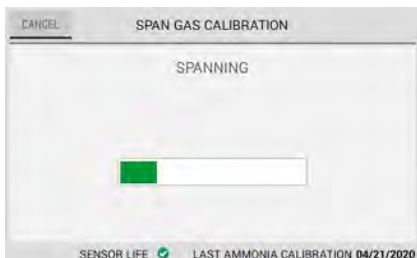 CANCEL SPAN GAS CALIBRATION
SPANNING
SENSOR LIFE LAST AMMONIA CALIBRATION 04/21/2020